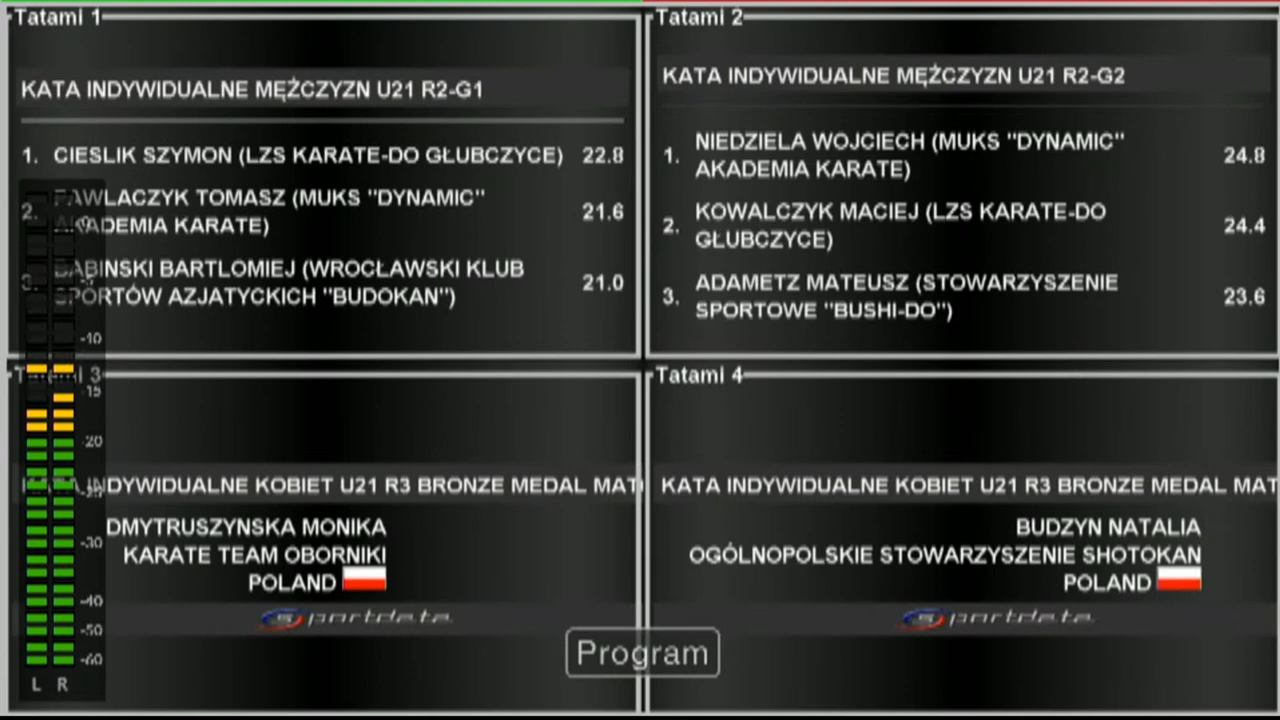 Tatami 1
KATA INDYWIDUALNE MĘŻCZYZN U21 R2-G1
1. CIESLIK SZYMON (LZS KARATE-DO GŁUBCZYCE) 22.8
2. PAWLACZYK TOMASZ (MUKS "DYNAMIC"
AKADEMIA KARATE) 21.6
3. BABINSKI BARTLOMIEJ (WROCŁAWSKI KLUB
SPORTÓW AZJATYCKICH "BUDOKAN") 21.0
Tatami 2
KATA INDYWIDUALNE MĘŻCZYZN U21 R2-G2
1. NIEDZIELA WOJCIECH (MUKS "DYNAMIC"
AKADEMIA KARATE) 24.8
2. KOWALCZYK MACIEJ (LZS KARATE-DO
GŁUBCZYCE) 24.4
3. ADAMETZ MATEUSZ (STOWARZYSZENIE
SPORTOWE "BUSHI-DO") 23.6
Tatami 3
KATA INDYWIDUALNE KOBIET U21 R3 BRONZE MEDAL MAT
DMYTRUSZYNSKA MONIKA
KARATE TEAM OBORNIKI
POLAND
sportdata
Tatami 4
KATA INDYWIDUALNE KOBIET U21 R3 BRONZE MEDAL MAT
BUDZYN NATALIA
OGÓLNOPOLSKIE STOWARZYSZENIE SHOTOKAN
POLAND
sportdata
Program
-10
-15
-20
-25
-30
-40
-50
-60
L R